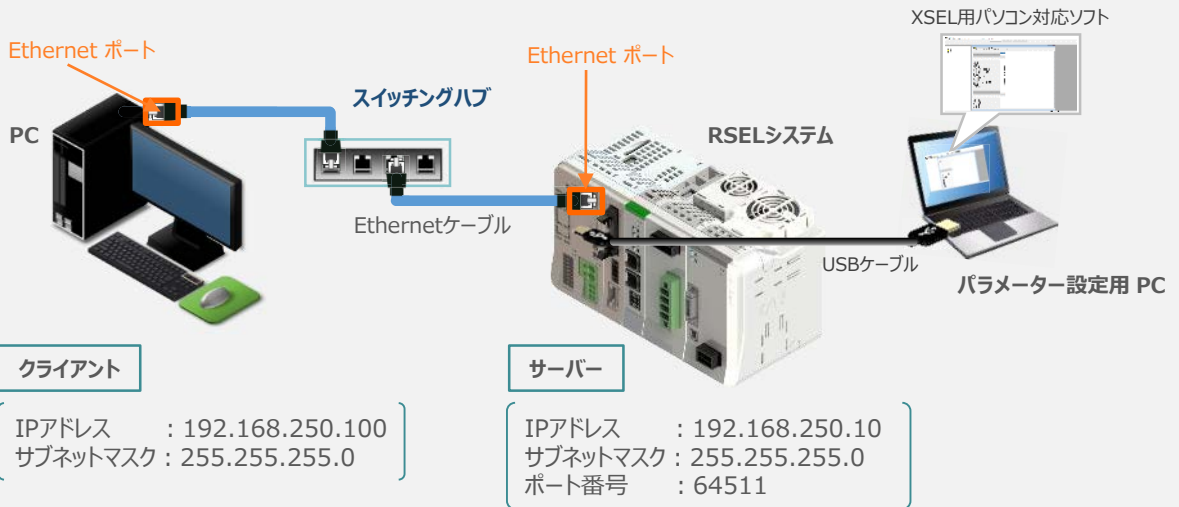 XSEL用パソコン対応ソフト
Ethernet ポート
Ethernet ポート
スイッチングハブ
PC
RSELシステム
Ethernetケーブル
USBケーブル
パラメーター設定用 PC
クライアント
IPアドレス : 192.168.250.100
サブネットマスク : 255.255.255.0
サーバー
IPアドレス : 192.168.250.10
サブネットマスク : 255.255.255.0
ポート番号 : 64511